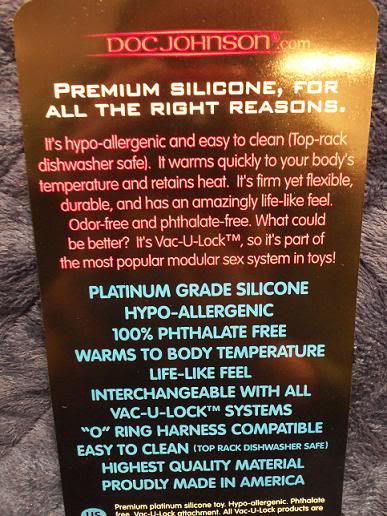 DOC JOHNSON®.com
PREMIUM SILICONE, FOR
ALL THE RIGHT REASONS.
It's hypo-allergenic and easy to clean (Top-rack
dishwasher safe). It warms quickly to your body's
temperature and retains heat. It's firm yet flexible,
durable, and has an amazingly life-like feel.
Odor-free and phthalate-free. What could
be better? It's Vac-U-Lock™, so it's part of
the most popular modular sex system in toys!
PLATINUM GRADE SILICONE
HYPO-ALLERGENIC
100% PHTHALATE FREE
WARMS TO BODY TEMPERATURE
LIFE-LIKE FEEL
INTERCHANGEABLE WITH ALL
VAC-U-LOCK™ SYSTEMS
"O" RING HARNESS COMPATIBLE
EASY TO CLEAN (TOP RACK DISHWASHER SAFE)
HIGHEST QUALITY MATERIAL
PROUDLY MADE IN AMERICA
US
Premium platinum silicone toy. Hypo-allergenic. Phthalate
free. Vac-U-Lock attachment. All Vac-U-Lock products are